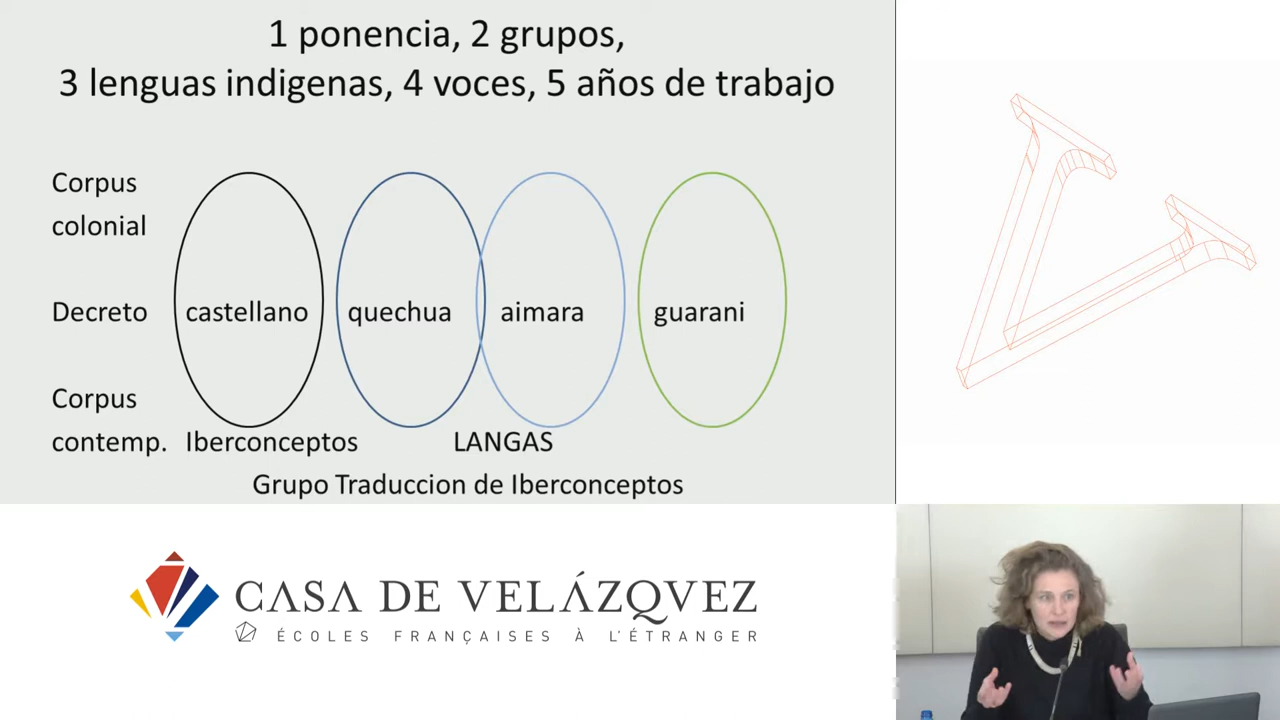 1 ponencia, 2 grupos,
3 lenguas indigenas, 4 voces, 5 años de trabajo
Corpus
colonial
Decreto castellano quechua aimara guarani
Corpus
contemp. Iberconceptos LANGAS
Grupo Traduccion de Iberconceptos
CASA DE VELÁZQVEZ
ÉCOLES FRANÇAISES À L'ÉTRANGER